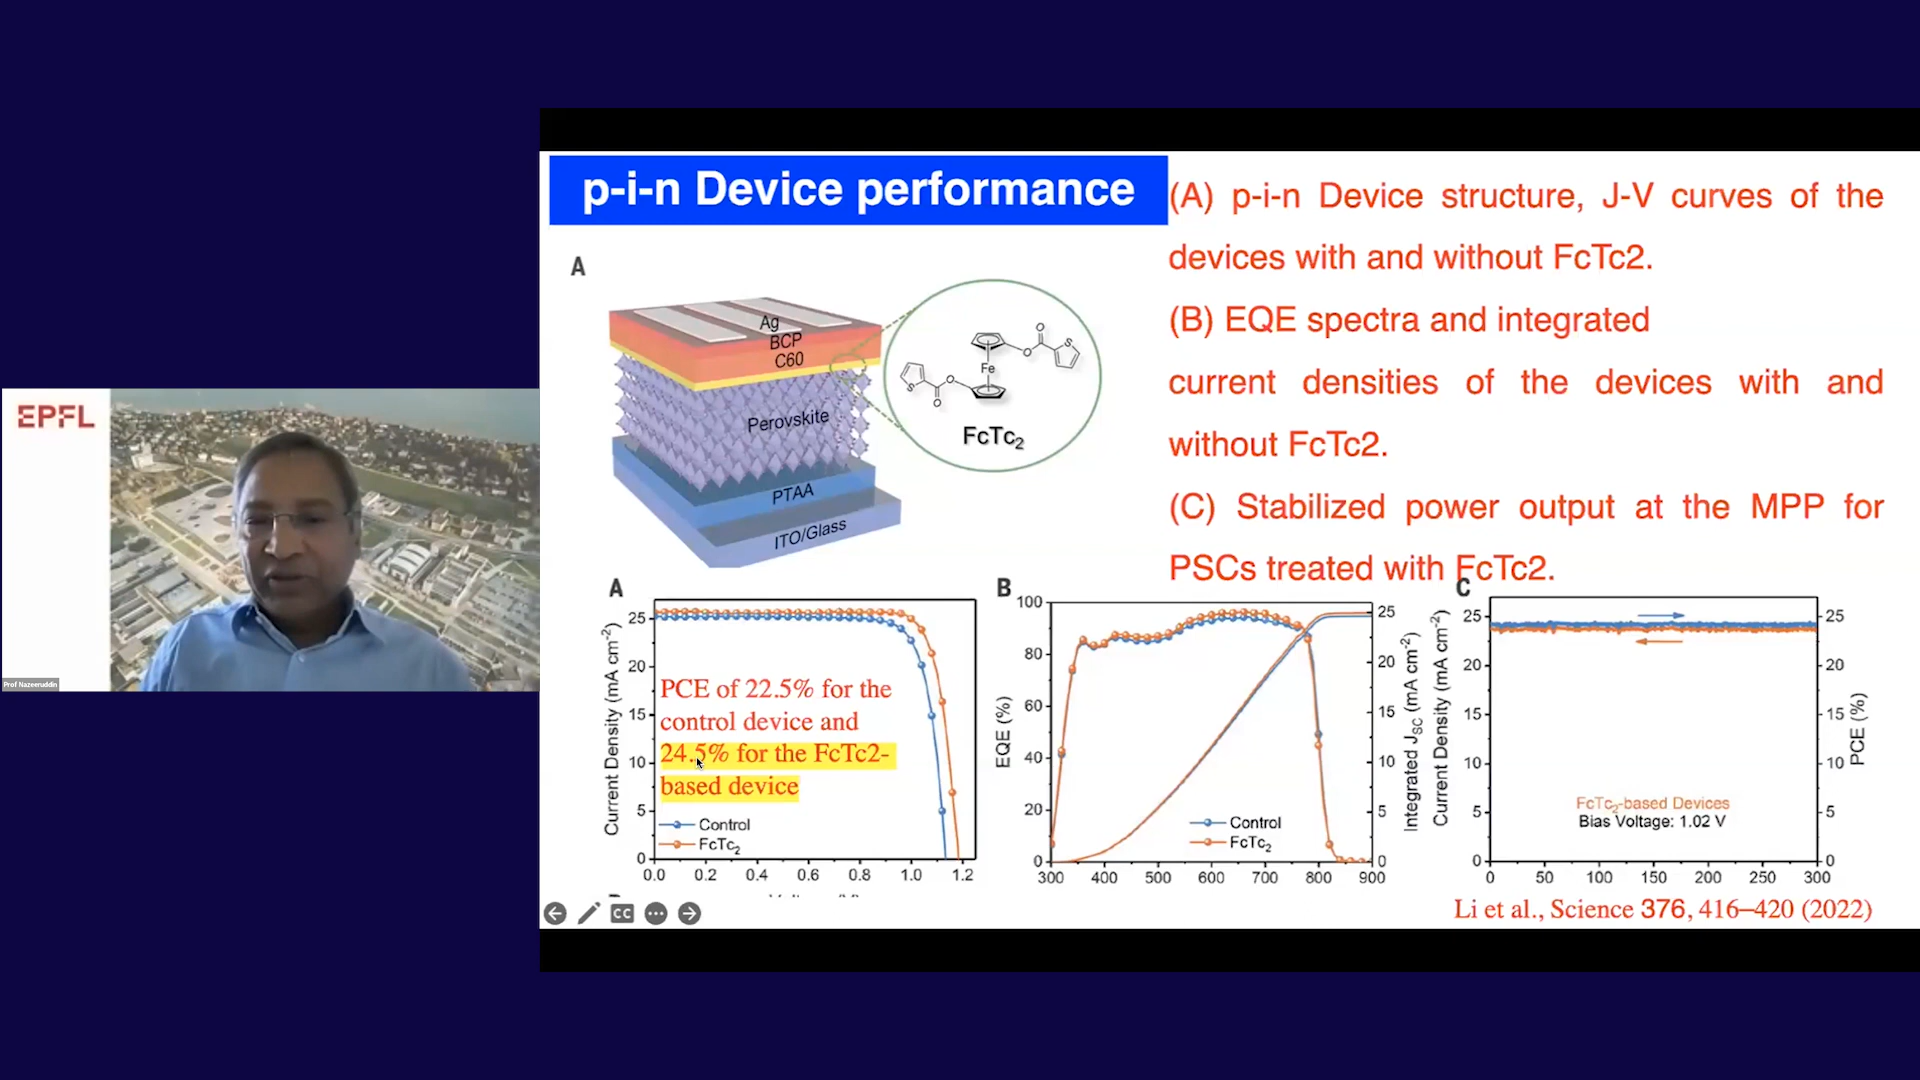 EPFL
Prof Nazeeruddin
p-i-n Device performance
(A) p-i-n Device structure, J-V curves of the
devices with and without FcTc2.
(B) EQE spectra and integrated
current densities of the devices with and
without FcTc2.
(C) Stabilized power output at the MPP for
PSCs treated with FcTc2.
A
Ag
BCP
C60
Perovskite
PTAA
ITO/Glass
O
S
O
Fe
S
O
O
FcTc₂
A
Current Density (mA cm⁻²)
25
20
15
10
5
0
0.0 0.2 0.4 0.6 0.8 1.0 1.2
PCE of 22.5% for the
control device and
24.5% for the FcTc2-
based device
Control
FcTc₂
B
EQE (%)
100
80
60
40
20
0
300 400 500 600 700 800 900
Control
FcTc₂
25
20
15
10
5
0
Integrated J_SC (mA cm⁻²)
C
Current Density (mA cm⁻²)
25
20
15
10
5
0
0 50 100 150 200 250 300
FcTc₂-based Devices
Bias Voltage: 1.02 V
25
20
15
10
5
0
PCE (%)
CC
Li et al., Science 376, 416–420 (2022)